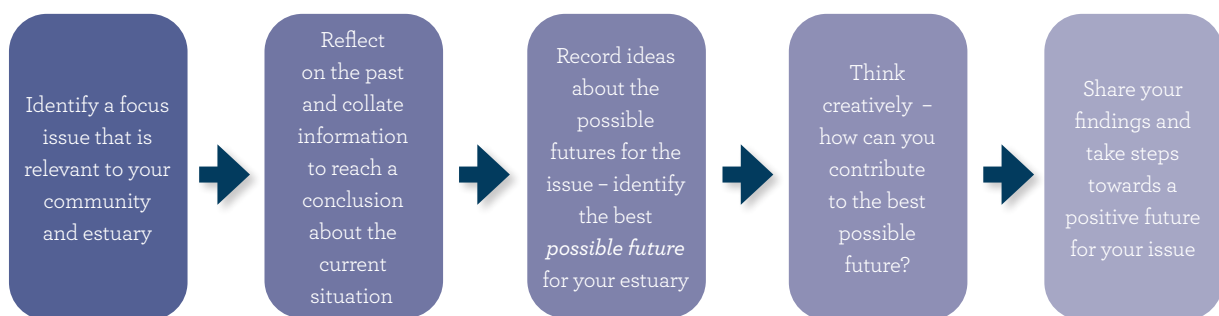 Identify a focus
issue that is
relevant to your
community
and estuary
Reflect
on the past
and collate
information
to reach a
conclusion
about the
current
situation
Record ideas
about the
possible
futures for the
issue – identify
the best
possible future
for your estuary
Think
creatively –
how can you
contribute
to the best
possible
future?
Share your
findings and
take steps
towards a
positive future
for your issue